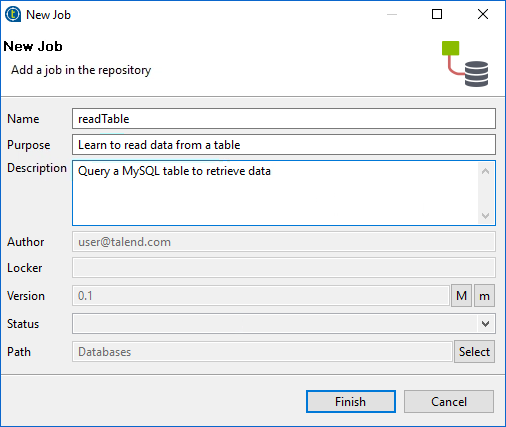 New Job
New Job
Add a job in the repository
Name readTable
Purpose Learn to read data from a table
Description Query a MySQL table to retrieve data
Author user@talend.com
Locker
Version 0.1 M m
Status
Path Databases Select
Finish Cancel